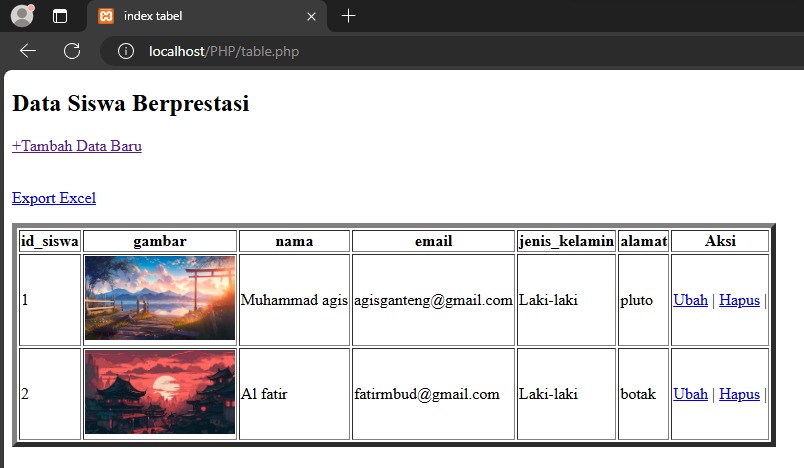 index tabel
localhost/PHP/table.php
Data Siswa Berprestasi
+Tambah Data Baru
Export Excel
id_siswa gambar nama email jenis_kelamin alamat Aksi
1 Muhammad agis agisganteng@gmail.com Laki-laki pluto Ubah | Hapus |
2 Al fatir fatirmbud@gmail.com Laki-laki botak Ubah | Hapus |